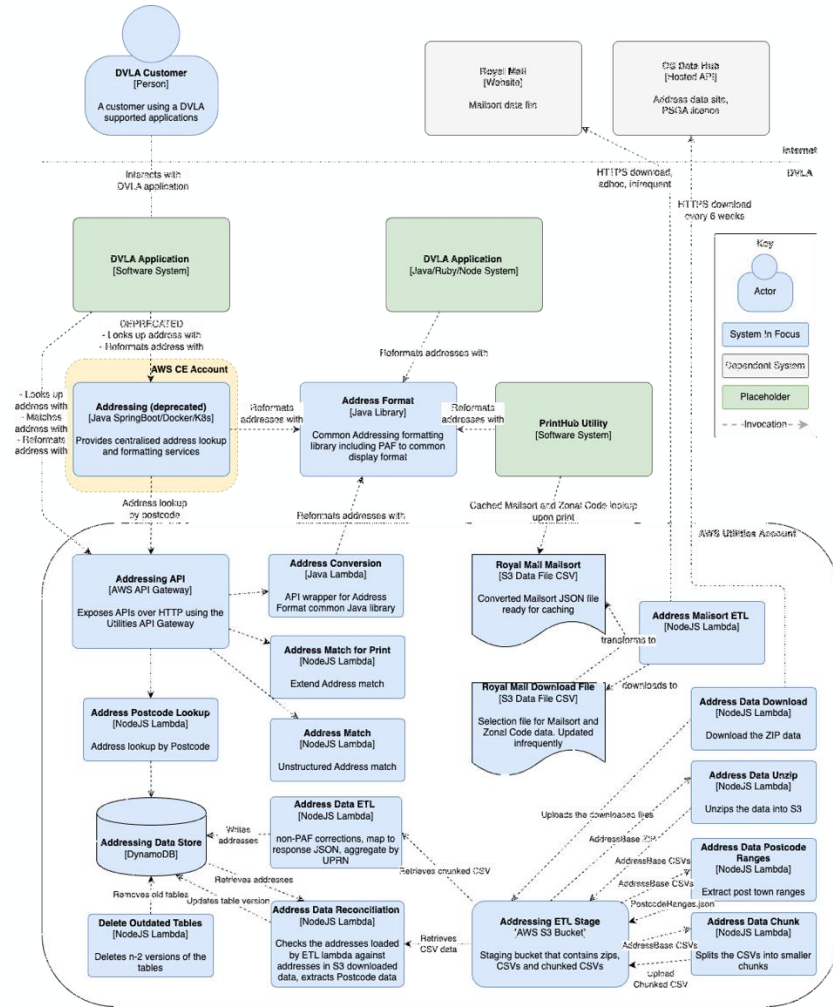 DVLA Customer
[Person]
A customer using a DVLA
supported applications
Royal Mail
[Website]
Mailsort data file
OS Data Hub
[Hosted API]
Address data site,
PSGA licence
Internet
DVLA
Interacts with
DVLA application
HTTPS download,
adhoc, infrequent
HTTPS download
every 6 weeks
DVLA Application
[Software System]
DVLA Application
[Java/Ruby/Node System]
Key
Actor
System In Focus
Dependent System
Placeholder
Invocation
DEPRECATED
- Looks up address with
- Reformats address with
Reformats addresses with
AWS CE Account
- Looks up
address with
- Matches
address with
- Reformats
address with
Addressing (deprecated)
[Java SpringBoot/Docker/K8s]
Provides centralised address lookup
and formatting services
Reformats
addresses with
Address Format
[Java Library]
Common Addressing formatting
library including PAF to common
display format
Reformats
addresses with
PrintHub Utility
[Software System]
Address lookup
by postcode
Reformats addresses with
Cached Mailsort and Zonal Code lookup
upon print
AWS Utilities Account
Addressing API
[AWS API Gateway]
Exposes APIs over HTTP using the
Utilities API Gateway
Address Conversion
[Java Lambda]
API wrapper for Address
Format common Java library
Royal Mail Mailsort
[S3 Data File CSV]
Converted Mailsort JSON file
ready for caching
Address Mailsort ETL
[NodeJS Lambda]
transforms to
Address Match for Print
[NodeJS Lambda]
Extend Address match
Royal Mail Download File
[S3 Data File CSV]
Selection file for Mailsort and
Zonal Code data. Updated
infrequently
downloads to
Address Postcode Lookup
[NodeJS Lambda]
Address lookup by Postcode
Address Match
[NodeJS Lambda]
Unstructured Address match
Address Data Download
[NodeJS Lambda]
Download the ZIP data
Address Data Unzip
[NodeJS Lambda]
Unzips the data into S3
Uploads the downloaded files
AddressBase ZIP
Addressing Data Store
[DynamoDB]
Writes
addresses
Address Data ETL
[NodeJS Lambda]
non-PAF corrections, map to
response JSON, aggregate by
UPRN
Retrieves chunked CSV
AddressBase CSVs
AddressBase CSVs
PostcodeRanges.json
Address Data Postcode
Ranges
[NodeJS Lambda]
Extract post town ranges
Retrieves addresses
Removes old tables
Updates table version
Delete Outdated Tables
[NodeJS Lambda]
Deletes n-2 versions of the
tables
Address Data Reconciliation
[NodeJS Lambda]
Checks the addresses loaded by
ETL lambda against
addresses in S3 downloaded
data, extracts Postcode data
Retrieves
CSV data
Addressing ETL Stage
[AWS S3 Bucket]
Staging bucket that contains zips,
CSVs and chunked CSVs
AddressBase CSVs
Upload
Chunked CSV
Address Data Chunk
[NodeJS Lambda]
Splits the CSVs into smaller
chunks